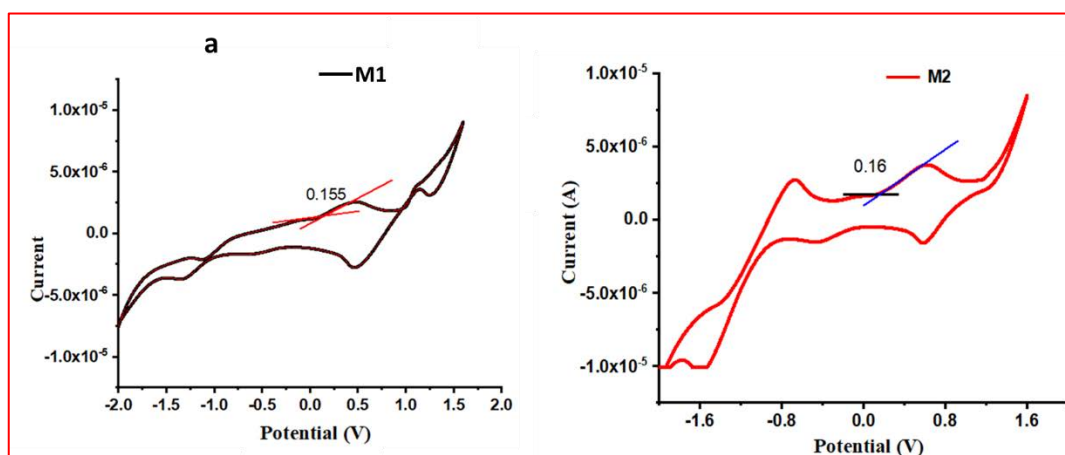 a
M1
1.0x10⁻⁵
5.0x10⁻⁶
0.0
-5.0x10⁻⁶
-1.0x10⁻⁵
Current
0.155
-2.0 -1.5 -1.0 -0.5 0.0 0.5 1.0 1.5 2.0
Potential (V)
M2
1.0x10⁻⁵
5.0x10⁻⁶
0.0
-5.0x10⁻⁶
-1.0x10⁻⁵
Current (A)
0.16
-1.6 -0.8 0.0 0.8 1.6
Potential (V)